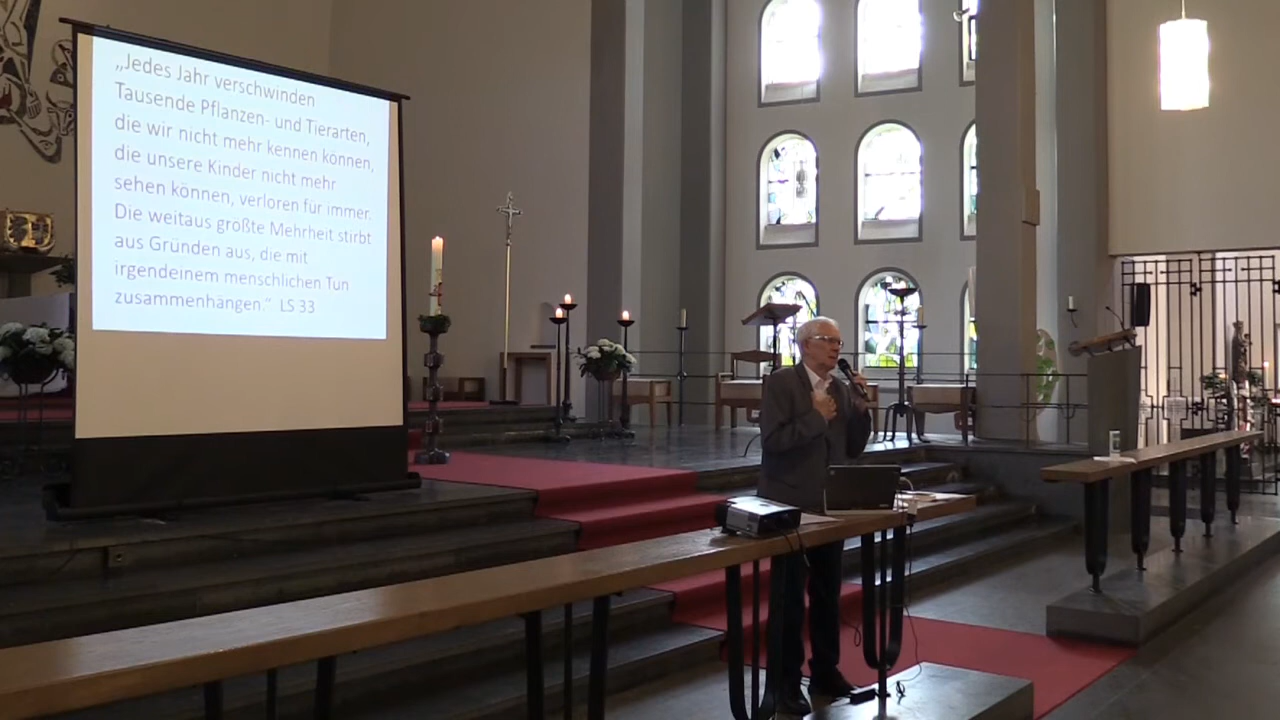 „Jedes Jahr verschwinden
Tausende Pflanzen- und Tierarten,
die wir nicht mehr kennen können,
die unsere Kinder nicht mehr
sehen können, verloren für immer.
Die weitaus größte Mehrheit stirbt
aus Gründen aus, die mit
irgendeinem menschlichen Tun
zusammenhängen.“ LS 33